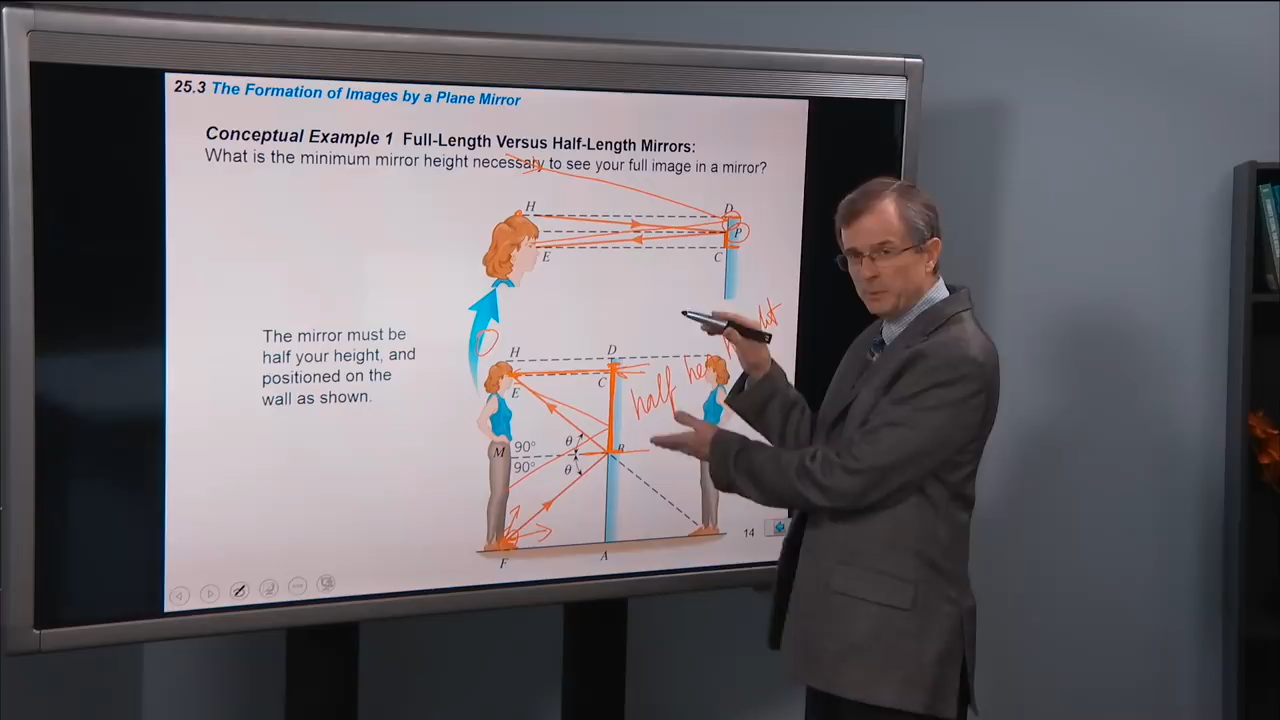 25.3 The Formation of Images by a Plane Mirror
Conceptual Example 1 Full-Length Versus Half-Length Mirrors:
What is the minimum mirror height necessary to see your full image in a mirror?
H
D
P
E
C
The mirror must be
half your height, and
positioned on the
wall as shown.
H
D
E
C
half
M
90°
θ
B
90°
θ
14
F
A